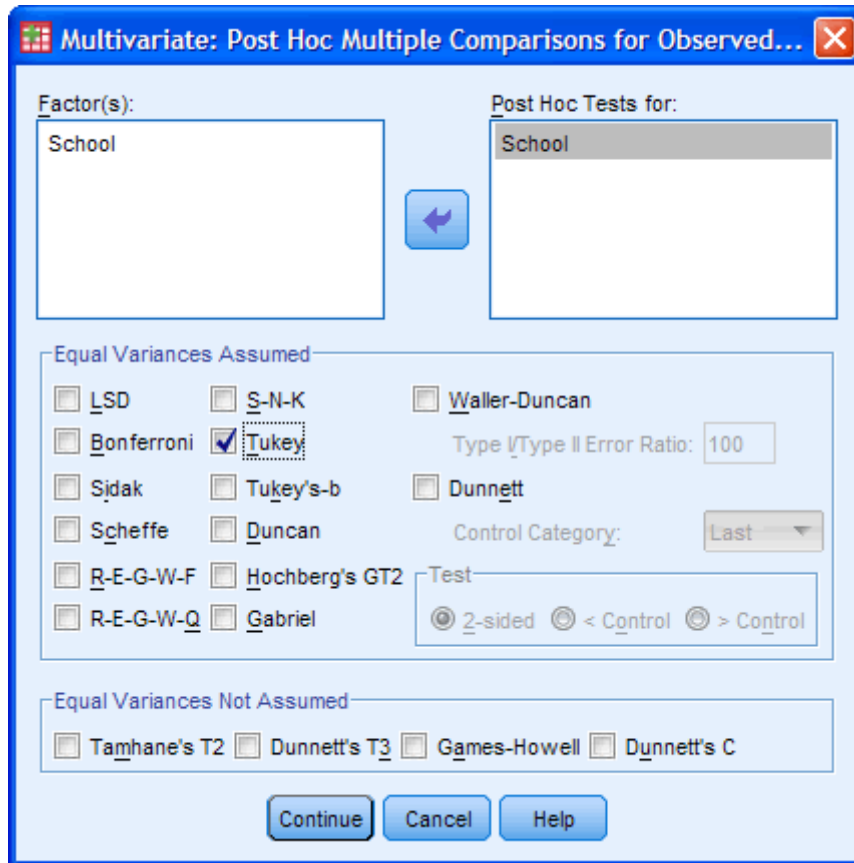 Multivariate: Post Hoc Multiple Comparisons for Observed...
Factor(s):
School
Post Hoc Tests for:
School
Equal Variances Assumed
LSD
S-N-K
Waller-Duncan
Bonferroni
Tukey
Type I/Type II Error Ratio: 100
Sidak
Tukey's-b
Dunnett
Scheffe
Duncan
Control Category: Last
R-E-G-W-F
Hochberg's GT2
Test
R-E-G-W-Q
Gabriel
2-sided < Control > Control
Equal Variances Not Assumed
Tamhane's T2 Dunnett's T3 Games-Howell Dunnett's C
Continue Cancel Help